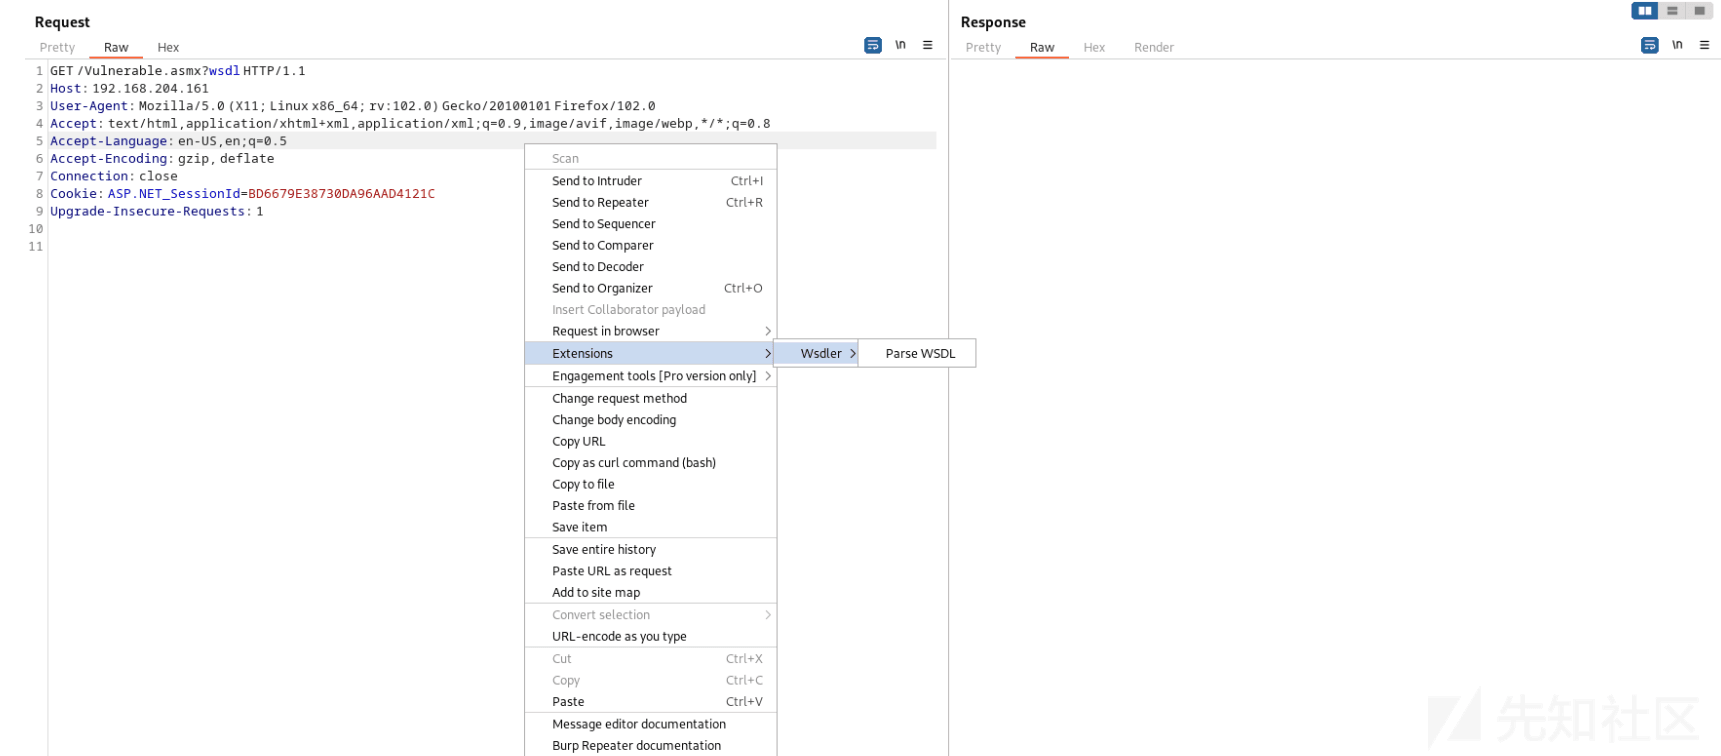 Request
Pretty Raw Hex
\n
1 GET /Vulnerable.asmx?wsdl HTTP/1.1
2 Host: 192.168.204.161
3 User-Agent: Mozilla/5.0 (X11; Linux x86_64; rv:102.0) Gecko/20100101 Firefox/102.0
4 Accept: text/html,application/xhtml+xml,application/xml;q=0.9,image/avif,image/webp,*/*;q=0.8
5 Accept-Language: en-US,en;q=0.5
6 Accept-Encoding: gzip, deflate
7 Connection: close
8 Cookie: ASP.NET_SessionId=BD6679E38730DA96AAD4121C
9 Upgrade-Insecure-Requests: 1
10
11
Scan
Send to Intruder Ctrl+I
Send to Repeater Ctrl+R
Send to Sequencer
Send to Comparer
Send to Decoder
Send to Organizer Ctrl+O
Insert Collaborator payload
Request in browser
Extensions
Wsdler
Parse WSDL
Engagement tools [Pro version only]
Change request method
Change body encoding
Copy URL
Copy as curl command (bash)
Copy to file
Paste from file
Save item
Save entire history
Paste URL as request
Add to site map
Convert selection
URL-encode as you type
Cut Ctrl+X
Copy Ctrl+C
Paste Ctrl+V
Message editor documentation
Burp Repeater documentation
Response
Pretty Raw Hex Render
\n
先知社区